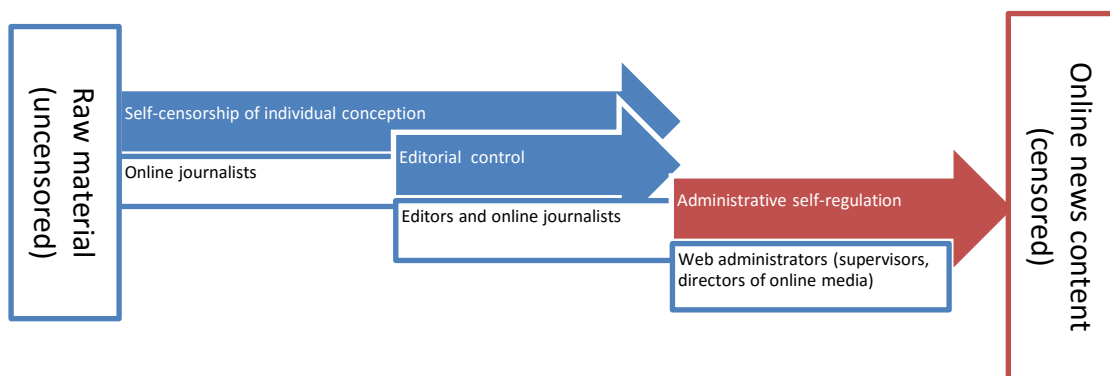 Raw material
(uncensored)
Self-censorship of individual conception
Online journalists
Editorial control
Editors and online journalists
Administrative self-regulation
Web administrators (supervisors,
directors of online media)
Online news content
(censored)